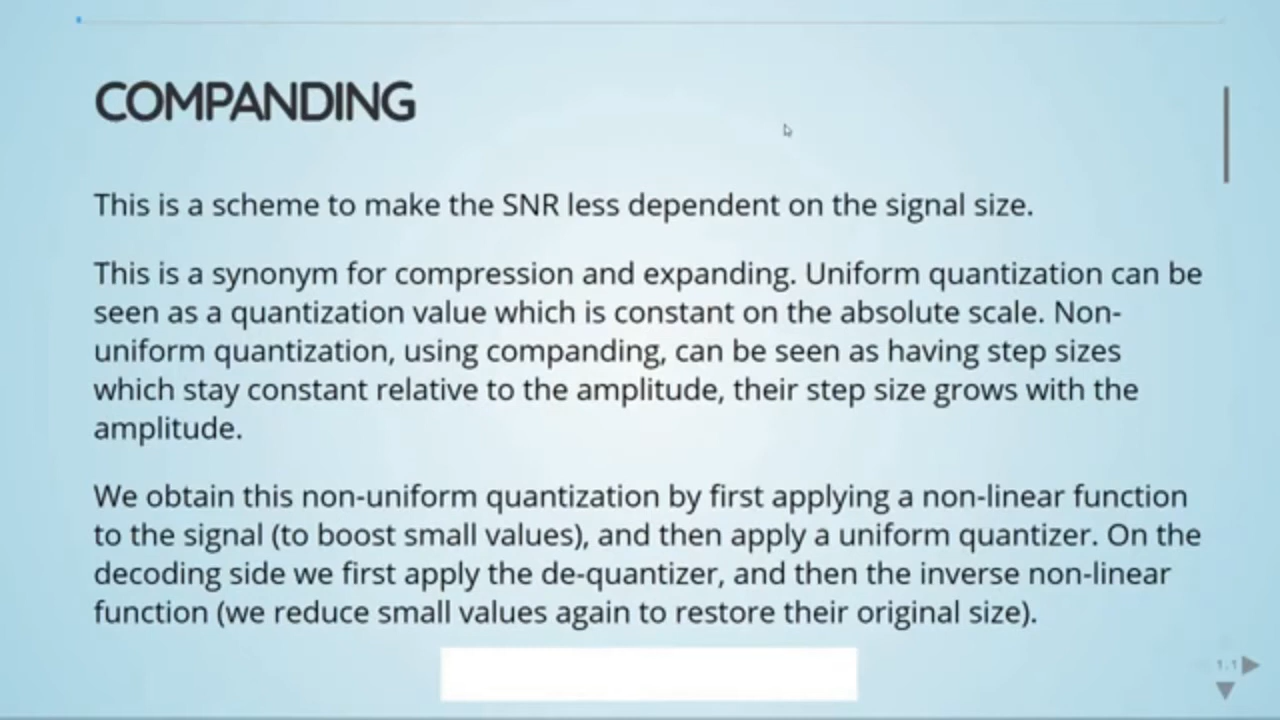 COMPANDING
This is a scheme to make the SNR less dependent on the signal size.
This is a synonym for compression and expanding. Uniform quantization can be
seen as a quantization value which is constant on the absolute scale. Non-
uniform quantization, using companding, can be seen as having step sizes
which stay constant relative to the amplitude, their step size grows with the
amplitude.
We obtain this non-uniform quantization by first applying a non-linear function
to the signal (to boost small values), and then apply a uniform quantizer. On the
decoding side we first apply the de-quantizer, and then the inverse non-linear
function (we reduce small values again to restore their original size).
1.1